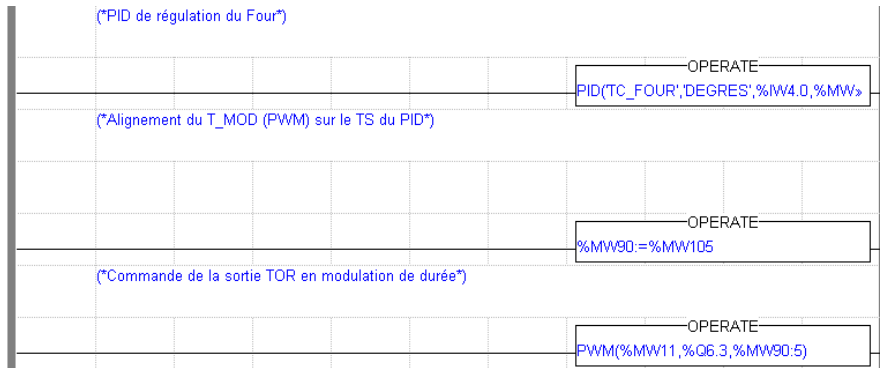 (*PID de régulation du Four*)
OPERATE
PID('TC_FOUR','DEGRES',%IW4.0,%MW»
(*Alignement du T_MOD (PWM) sur le TS du PID*)
OPERATE
%MW90:=%MW105
(*Commande de la sortie TOR en modulation de durée*)
OPERATE
PWM(%MW11,%Q6.3,%MW90:5)